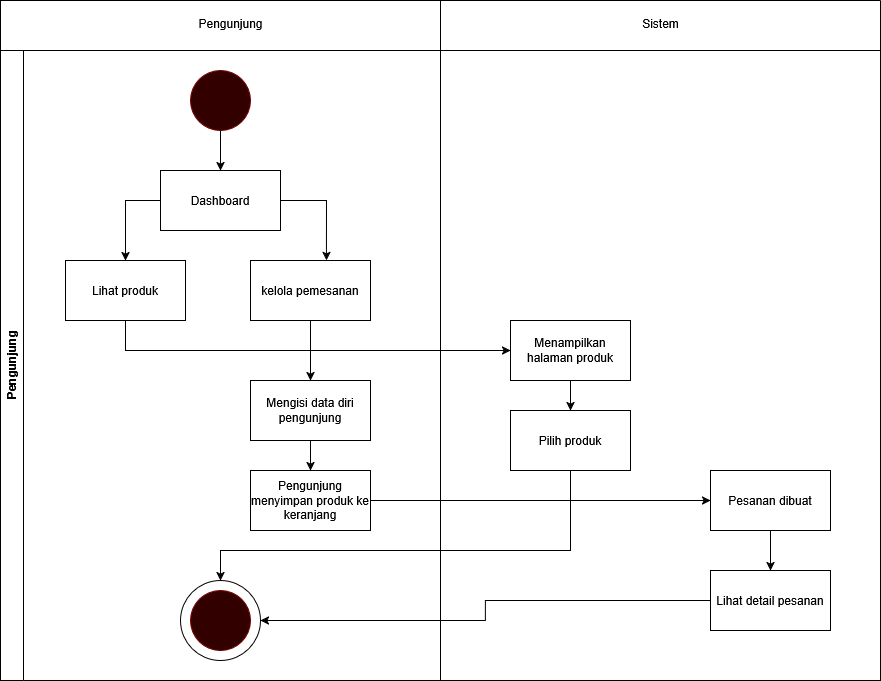 Pengunjung
Sistem
Pengunjung
Dashboard
Lihat produk
kelola pemesanan
Menampilkan
halaman produk
Mengisi data diri
pengunjung
Pilih produk
Pengunjung
menyimpan produk ke
keranjang
Pesanan dibuat
Lihat detail pesanan